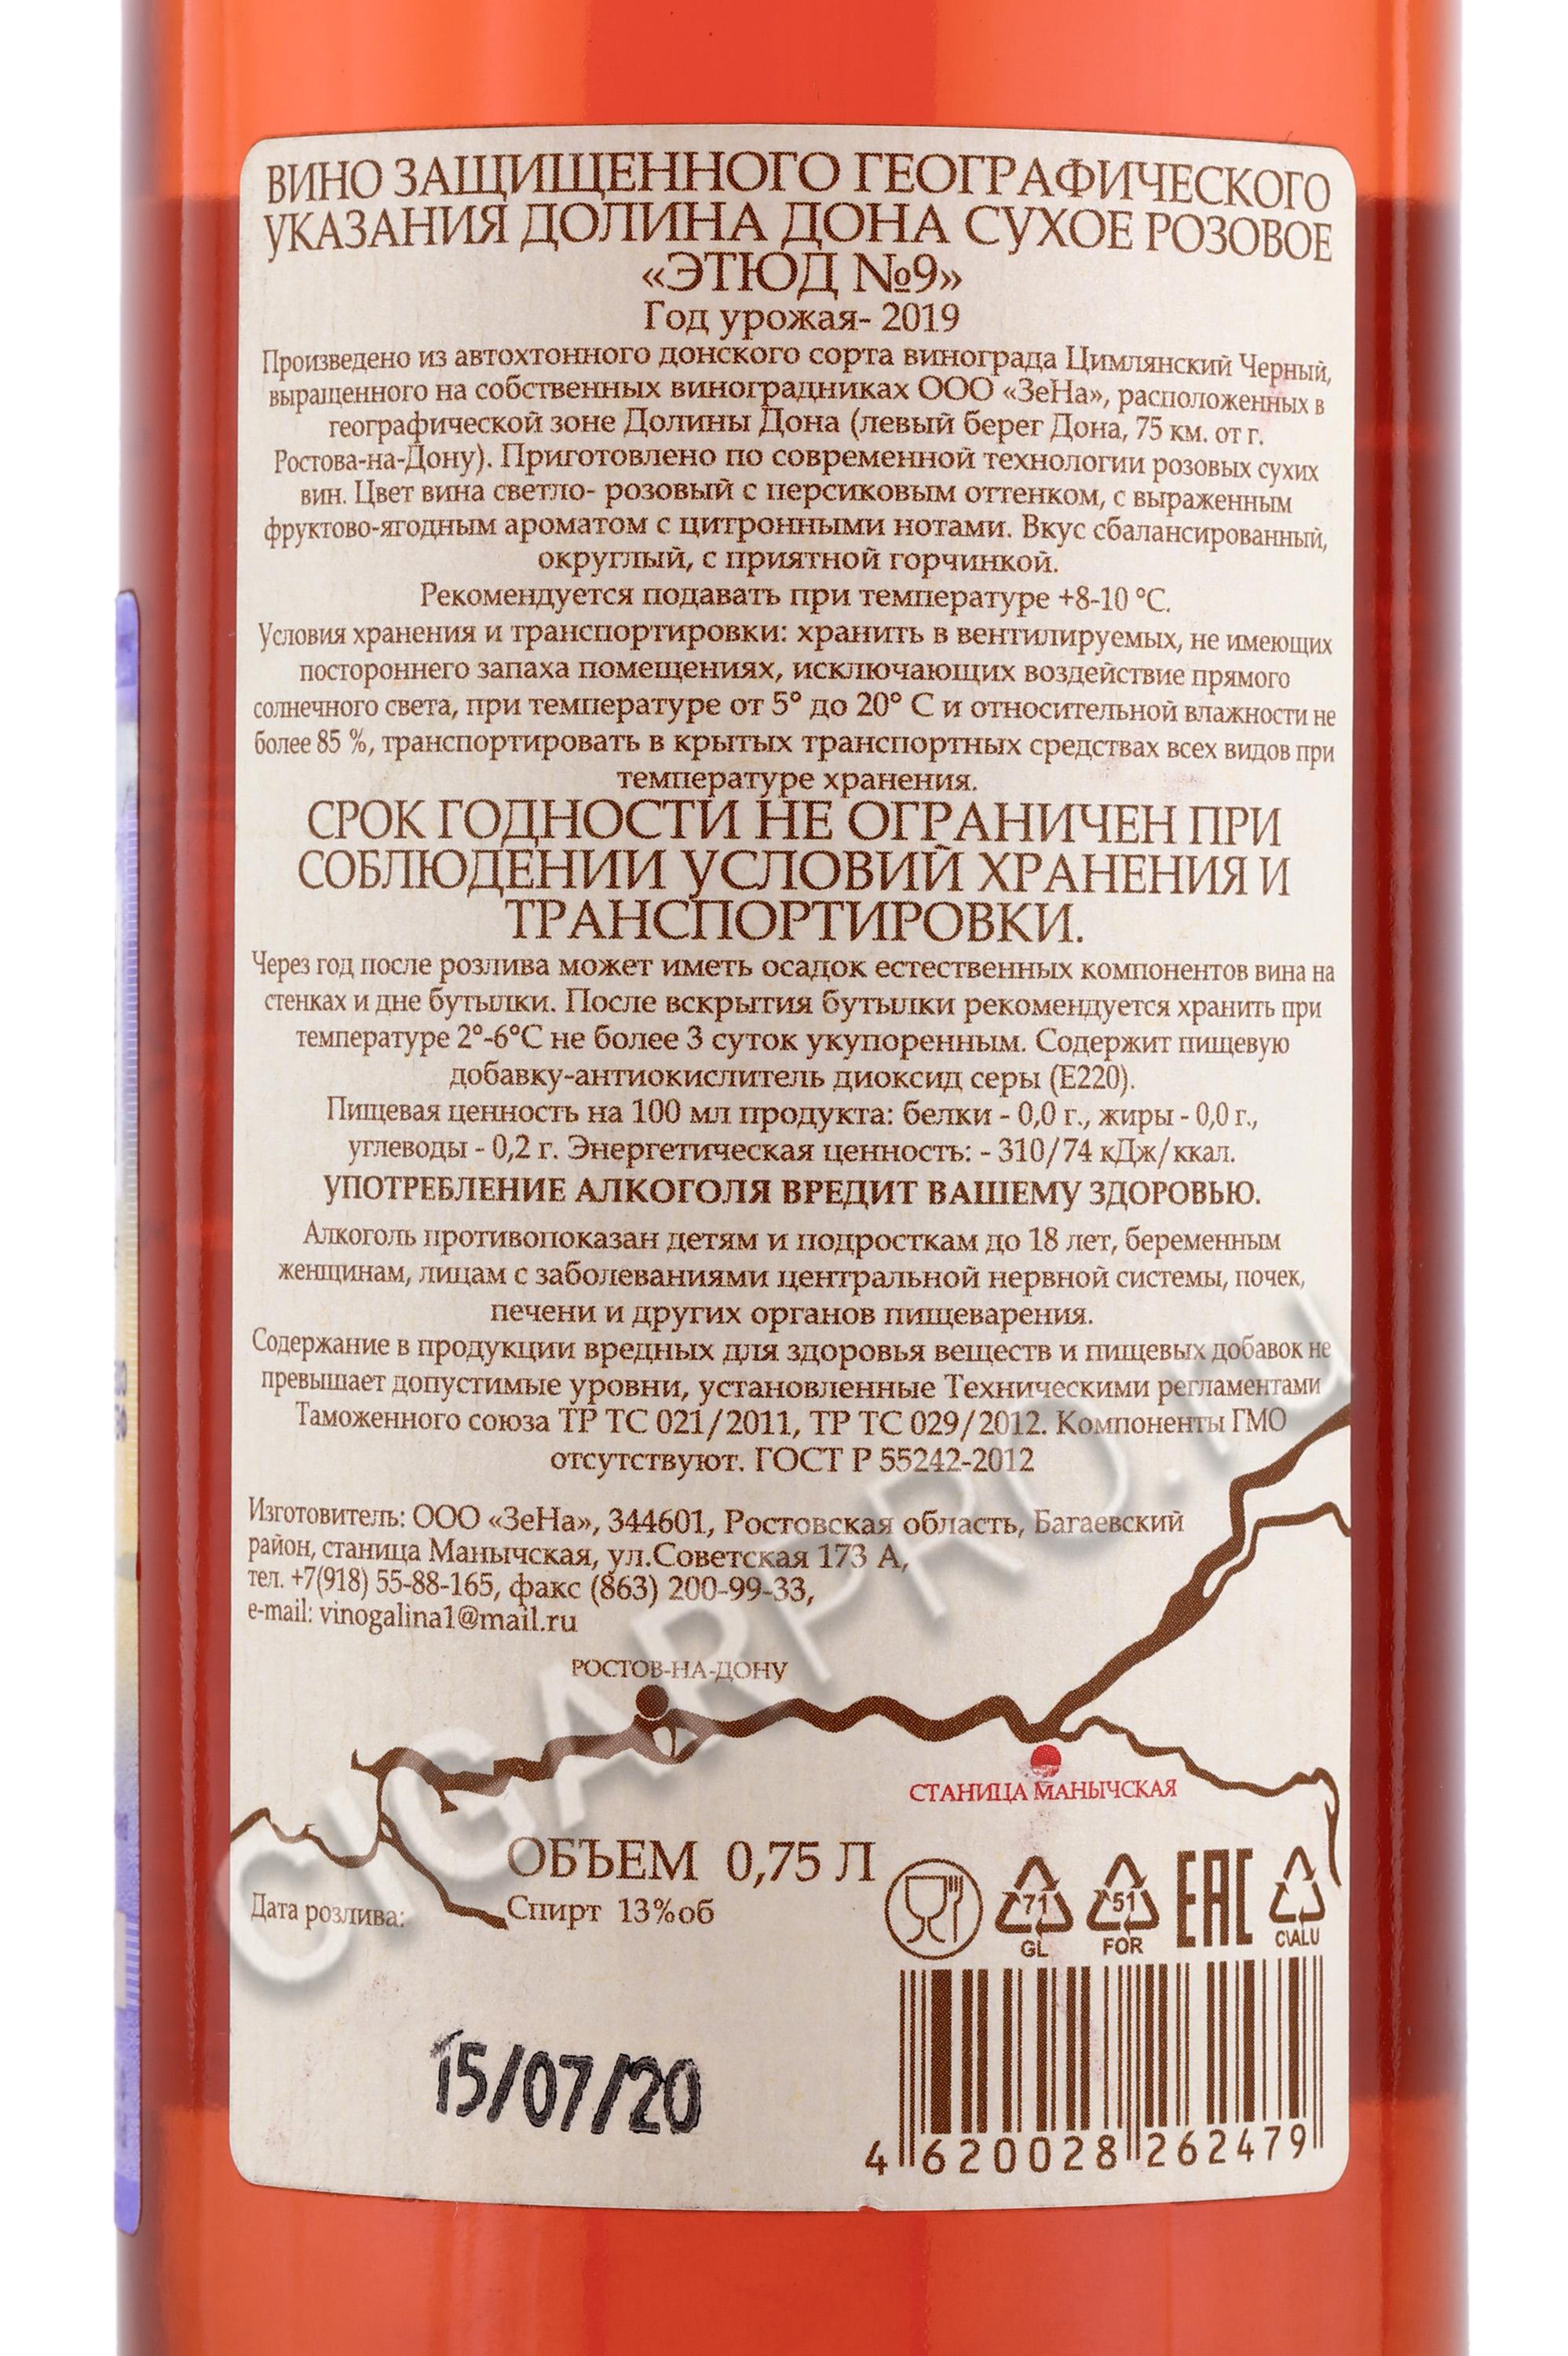 ВИНО ЗАЩИЩЕННОГО ГЕОГРАФИЧЕСКОГО
УКАЗАНИЯ ДОЛИНА ДОНА СУХОЕ РОЗОВОЕ
«ЭТЮД №9»
Год урожая- 2019
Произведено из автохтонного донского сорта винограда Цимлянский Черный,
выращенного на собственных виноградниках ООО «ЗеНа», расположенных в
географической зоне Долины Дона (левый берег Дона, 75 км. от г.
Ростова-на-Дону). Приготовлено по современной технологии розовых сухих
вин. Цвет вина светло- розовый с персиковым оттенком, с выраженным
фруктово-ягодным ароматом с цитронными нотами. Вкус сбалансированный,
округлый, с приятной горчинкой.
Рекомендуется подавать при температуре +8-10 °С.
Условия хранения и транспортировки: хранить в вентилируемых, не имеющих
постороннего запаха помещениях, исключающих воздействие прямого
солнечного света, при температуре от 5° до 20° С и относительной влажности не
более 85 %, транспортировать в крытых транспортных средствах всех видов при
температуре хранения.
СРОК ГОДНОСТИ НЕ ОГРАНИЧЕН ПРИ
СОБЛЮДЕНИИ УСЛОВИЙ ХРАНЕНИЯ И
ТРАНСПОРТИРОВКИ.
Через год после розлива может иметь осадок естественных компонентов вина на
стенках и дне бутылки. После вскрытия бутылки рекомендуется хранить при
температуре 2°-6°С не более 3 суток укупоренным. Содержит пищевую
добавку-антиокислитель диоксид серы (Е220).
Пищевая ценность на 100 мл продукта: белки - 0,0 г., жиры - 0,0 г.,
углеводы - 0,2 г. Энергетическая ценность: - 310/74 кДж/ккал.
УПОТРЕБЛЕНИЕ АЛКОГОЛЯ ВРЕДИТ ВАШЕМУ ЗДОРОВЬЮ.
Алкоголь противопоказан детям и подросткам до 18 лет, беременным
женщинам, лицам с заболеваниями центральной нервной системы, почек,
печени и других органов пищеварения.
Содержание в продукции вредных для здоровья веществ и пищевых добавок не
превышает допустимые уровни, установленные Техническими регламентами
Таможенного союза ТР ТС 021/2011, ТР ТС 029/2012. Компоненты ГМО
отсутствуют. ГОСТ Р 55242-2012
Изготовитель: ООО «ЗеНа», 344601, Ростовская область, Багаевский
район, станица Манычская, ул.Советская 173 А,
тел. +7(918) 55-88-165, факс (863) 200-99-33,
e-mail: vinogalina1@mail.ru
РОСТОВ-НА-ДОНУ
СТАНИЦА МАНЫЧСКАЯ
ОБЪЕМ 0,75 Л
Спирт 13%об
Дата розлива:
71
GL
51
FOR
EAC
C\ALU
15/07/20
4 620028 262479
CIGARPRO.RU